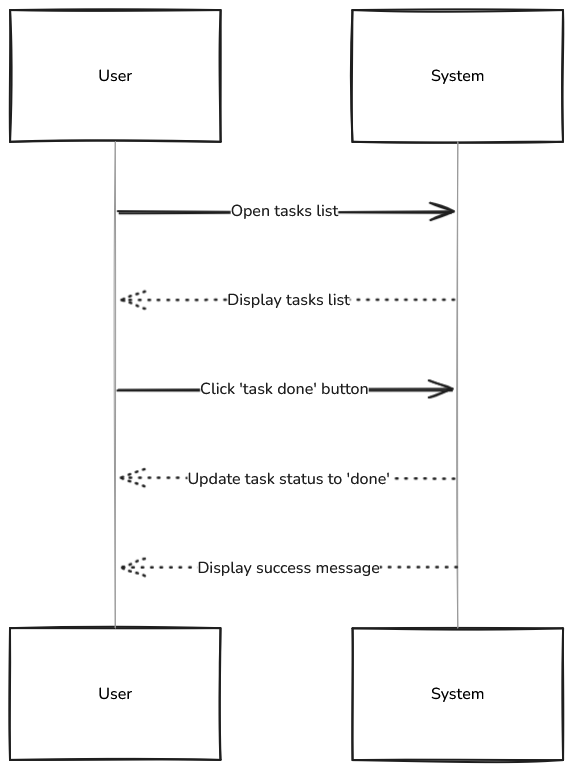 User
System
Open tasks list
Display tasks list
Click 'task done' button
Update task status to 'done'
Display success message
User
System